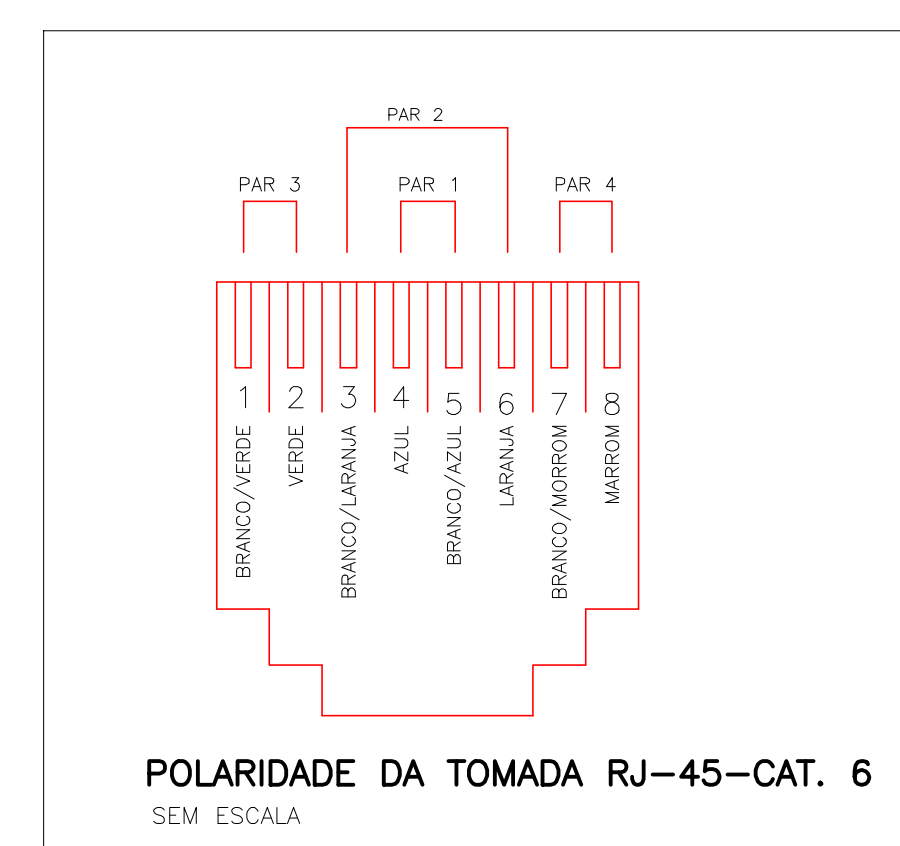 PAR 2
PAR 3
PAR 1
PAR 4
1
2
3
4
5
6
7
8
BRANCO/VERDE
VERDE
BRANCO/LARANJA
AZUL
BRANCO/AZUL
LARANJA
BRANCO/MORROM
MARROM
POLARIDADE DA TOMADA RJ-45-CAT. 6
SEM ESCALA